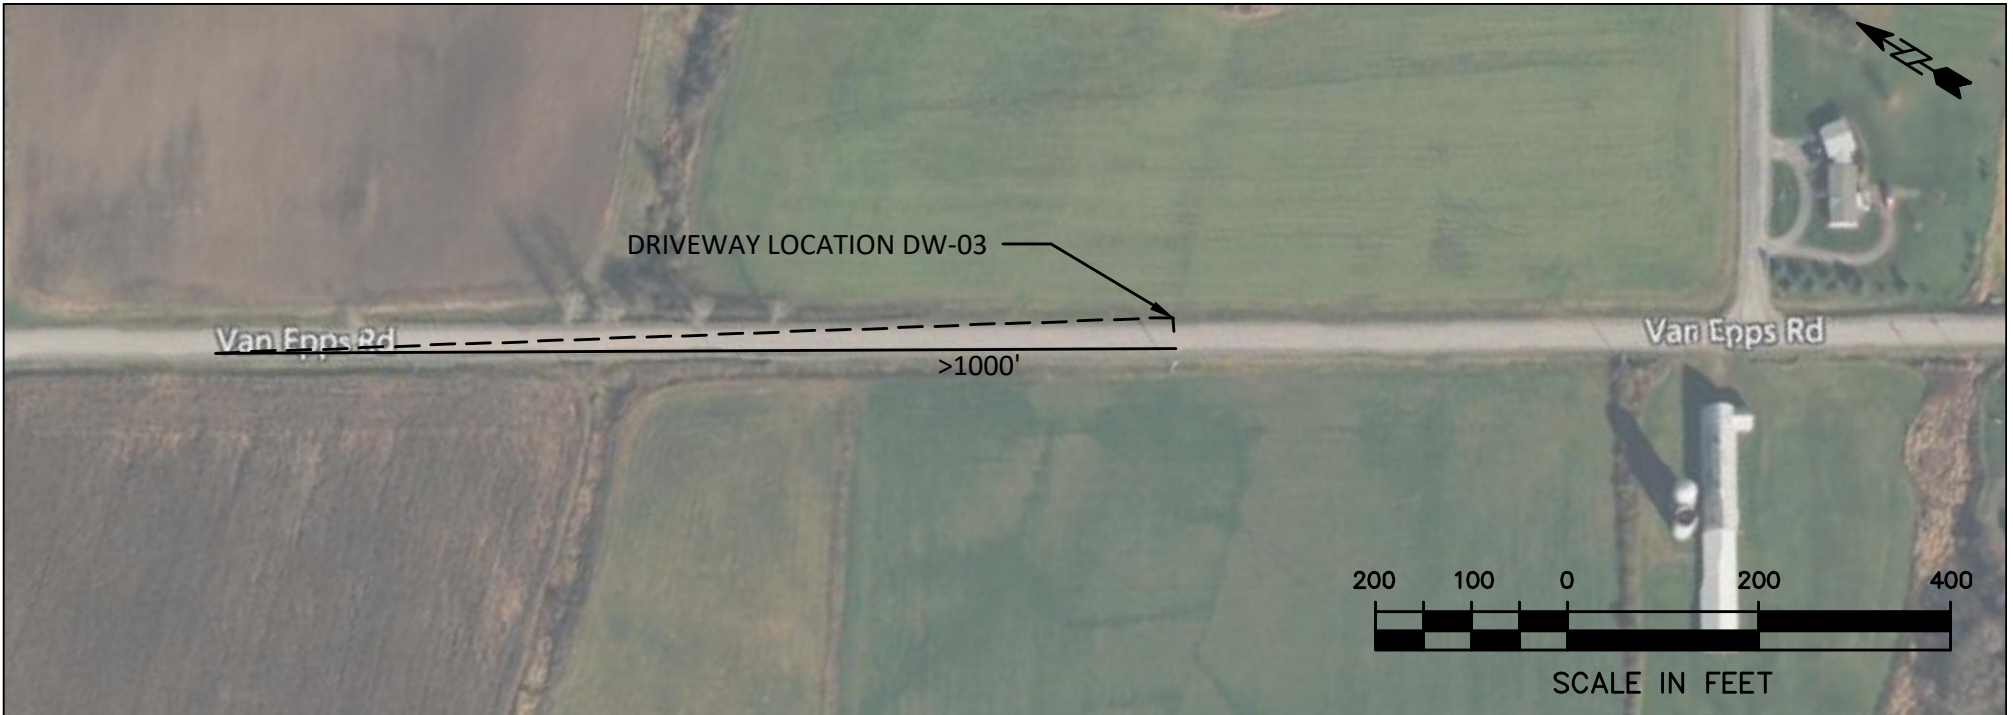 DRIVEWAY LOCATION DW-03
Van Epps Rd
Van Epps Rd
>1000'
200 100 0 200 400
SCALE IN FEET